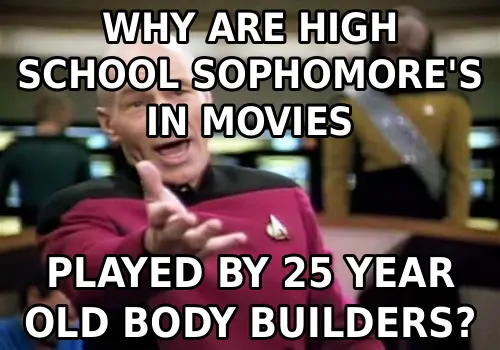 WHY ARE HIGH
SCHOOL SOPHOMORE'S
IN MOVIES
PLAYED BY 25 YEAR
OLD BODY BUILDERS?